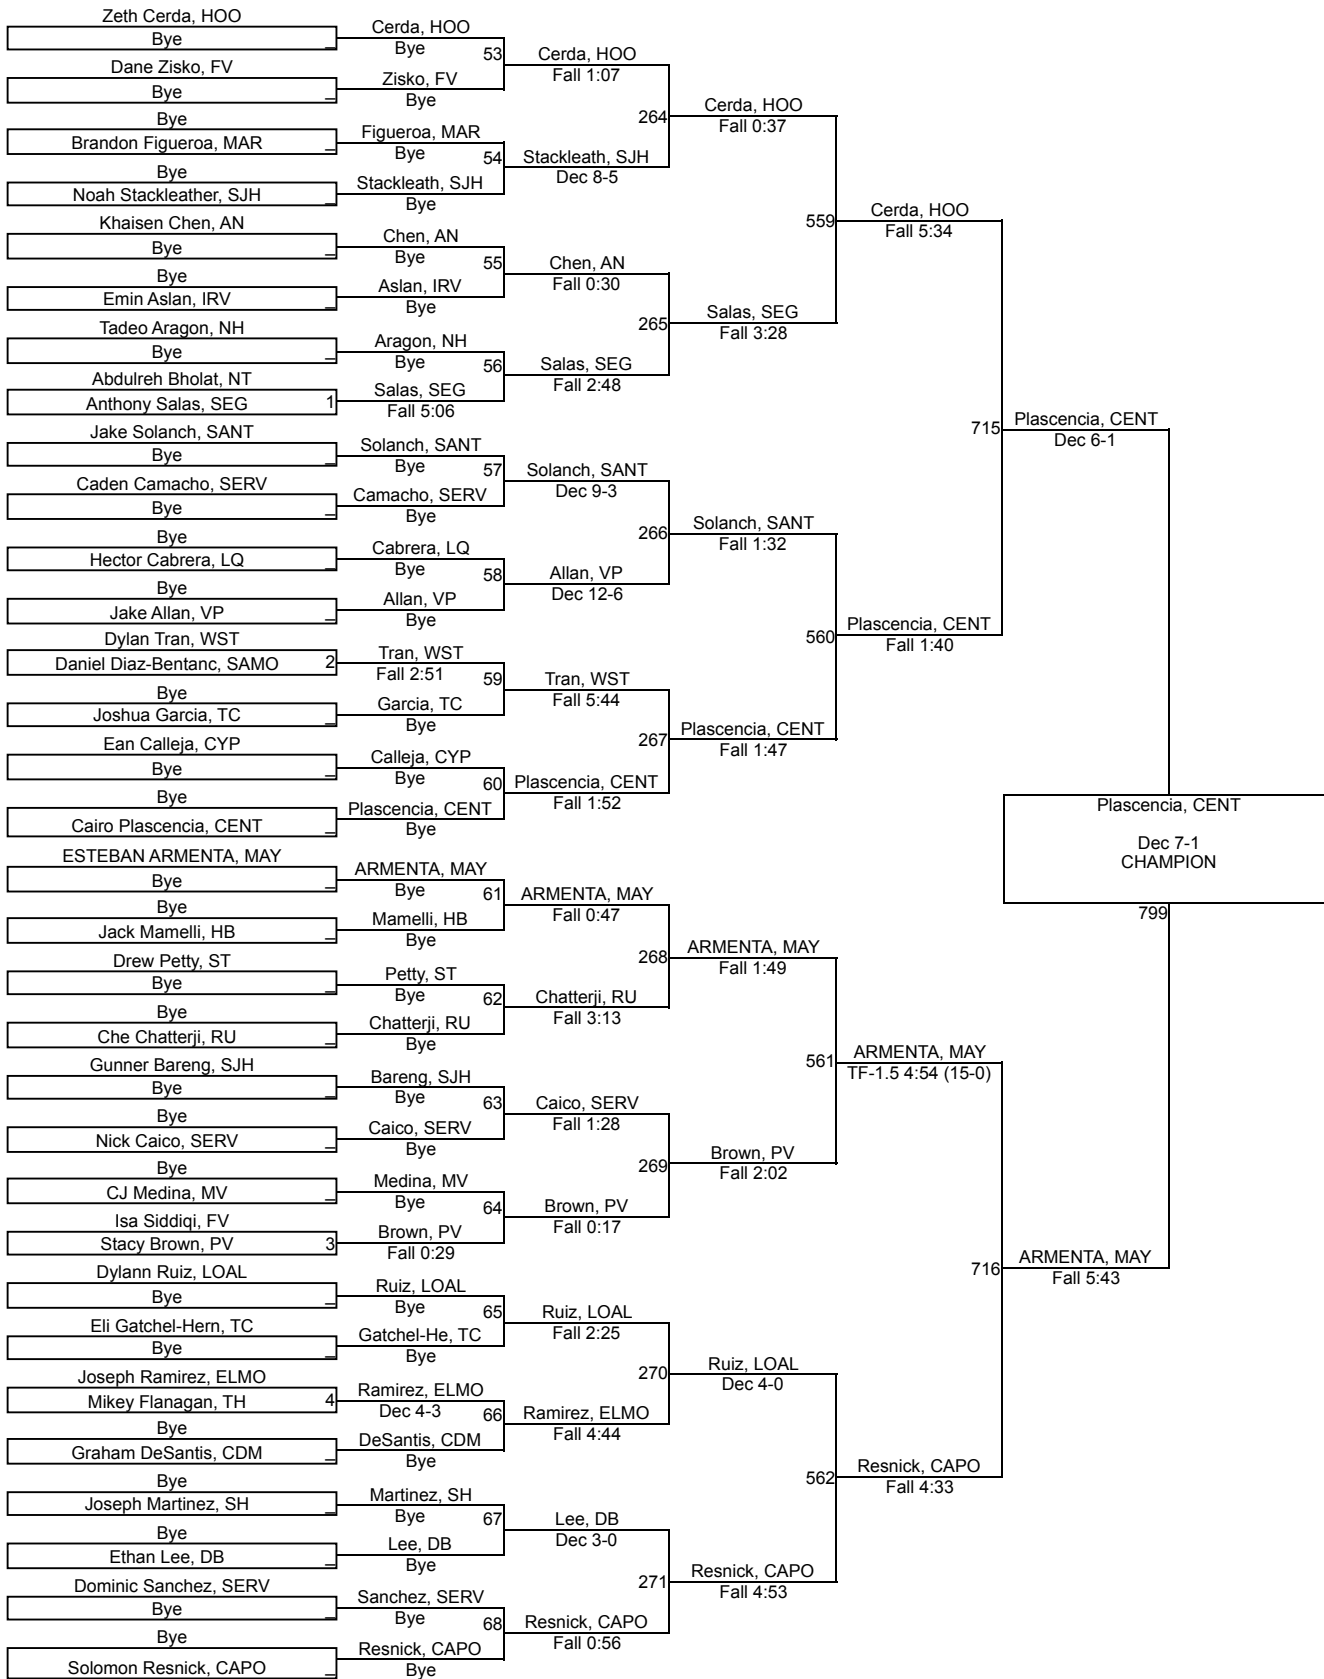 Zeth Cerda, HOO
Bye _
Dane Zisko, FV
Bye _
Bye
Brandon Figueroa, MAR _
Bye
Noah Stackleather, SJH _
Khaisen Chen, AN
Bye _
Bye
Emin Aslan, IRV _
Tadeo Aragon, NH
Bye _
Abdulreh Bholat, NT
Anthony Salas, SEG 1
Jake Solanch, SANT
Bye _
Caden Camacho, SERV
Bye _
Bye
Hector Cabrera, LQ _
Bye
Jake Allan, VP _
Dylan Tran, WST
Daniel Diaz-Bentanc, SAMO 2
Bye
Joshua Garcia, TC _
Ean Calleja, CYP
Bye _
Bye
Cairo Plascencia, CENT _
ESTEBAN ARMENTA, MAY
Bye _
Bye
Jack Mamelli, HB _
Drew Petty, ST
Bye _
Bye
Che Chatterji, RU _
Gunner Bareng, SJH
Bye _
Bye
Nick Caico, SERV _
Bye
CJ Medina, MV _
Isa Siddiqi, FV
Stacy Brown, PV 3
Dylann Ruiz, LOAL
Bye _
Eli Gatchel-Hern, TC
Bye _
Joseph Ramirez, ELMO
Mikey Flanagan, TH 4
Bye
Graham DeSantis, CDM _
Bye
Joseph Martinez, SH _
Bye
Ethan Lee, DB _
Dominic Sanchez, SERV
Bye _
Bye
Solomon Resnick, CAPO _
Cerda, HOO
Bye
53
Zisko, FV
Bye
Figueroa, MAR
Bye
54
Stackleath, SJH
Bye
Chen, AN
Bye
55
Aslan, IRV
Bye
Aragon, NH
Bye
56
Salas, SEG
Fall 5:06
Solanch, SANT
Bye
57
Camacho, SERV
Bye
Cabrera, LQ
Bye
58
Allan, VP
Bye
Tran, WST
Fall 2:51
59
Garcia, TC
Bye
Calleja, CYP
Bye
60
Plascencia, CENT
Bye
ARMENTA, MAY
Bye
61
Mamelli, HB
Bye
Petty, ST
Bye
62
Chatterji, RU
Bye
Bareng, SJH
Bye
63
Caico, SERV
Bye
Medina, MV
Bye
64
Brown, PV
Fall 0:29
Ruiz, LOAL
Bye
65
Gatchel-He, TC
Bye
Ramirez, ELMO
Dec 4-3
66
DeSantis, CDM
Bye
Martinez, SH
Bye
67
Lee, DB
Bye
Sanchez, SERV
Bye
68
Resnick, CAPO
Bye
Cerda, HOO
Fall 1:07
264
Stackleath, SJH
Dec 8-5
Chen, AN
Fall 0:30
265
Salas, SEG
Fall 2:48
Solanch, SANT
Dec 9-3
266
Allan, VP
Dec 12-6
Tran, WST
Fall 5:44
267
Plascencia, CENT
Fall 1:52
ARMENTA, MAY
Fall 0:47
268
Chatterji, RU
Fall 3:13
Caico, SERV
Fall 1:28
269
Brown, PV
Fall 0:17
Ruiz, LOAL
Fall 2:25
270
Ramirez, ELMO
Fall 4:44
Lee, DB
Dec 3-0
271
Resnick, CAPO
Fall 0:56
Cerda, HOO
Fall 0:37
559
Salas, SEG
Fall 3:28
Solanch, SANT
Fall 1:32
560
Plascencia, CENT
Fall 1:47
ARMENTA, MAY
Fall 1:49
561
Brown, PV
Fall 2:02
Ruiz, LOAL
Dec 4-0
562
Resnick, CAPO
Fall 4:53
Cerda, HOO
Fall 5:34
715
Plascencia, CENT
Fall 1:40
ARMENTA, MAY
TF-1.5 4:54 (15-0)
716
Resnick, CAPO
Fall 4:33
Plascencia, CENT
Dec 6-1
ARMENTA, MAY
Fall 5:43
Plascencia, CENT
Dec 7-1
CHAMPION
799